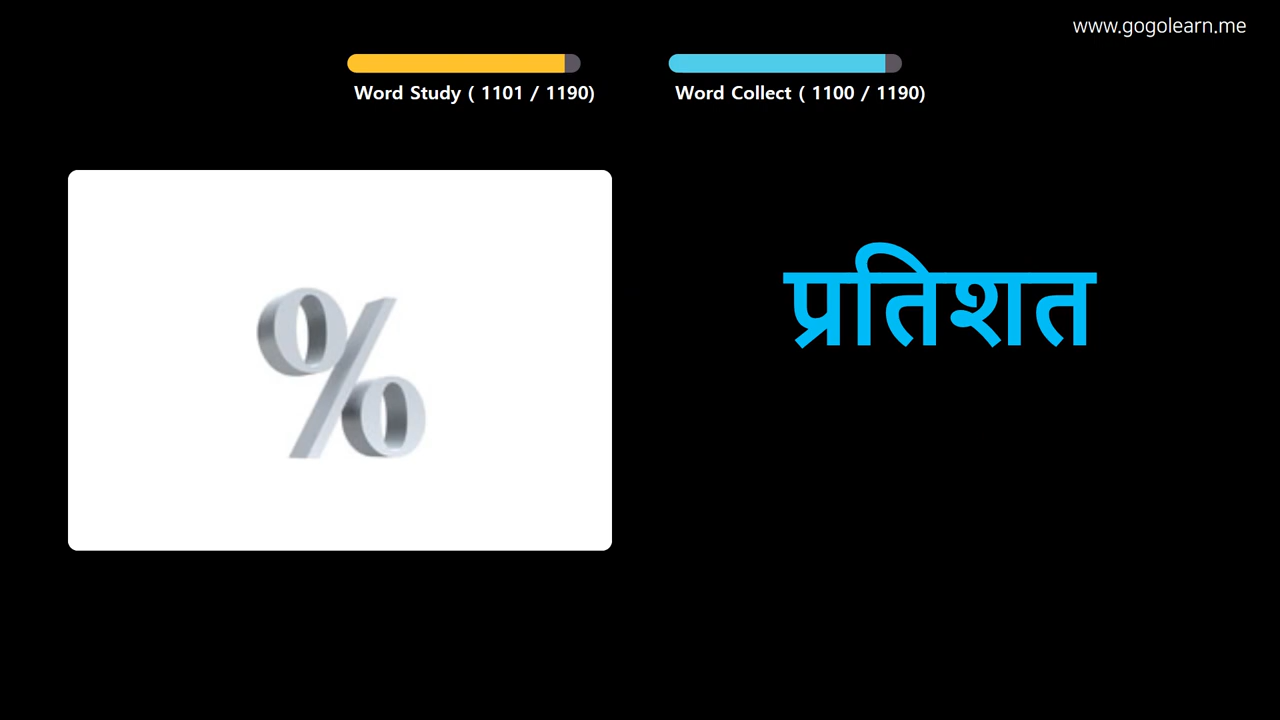 www.gogolearn.me
Word Study ( 1101 / 1190)
Word Collect ( 1100 / 1190)
%
प्रतिशत